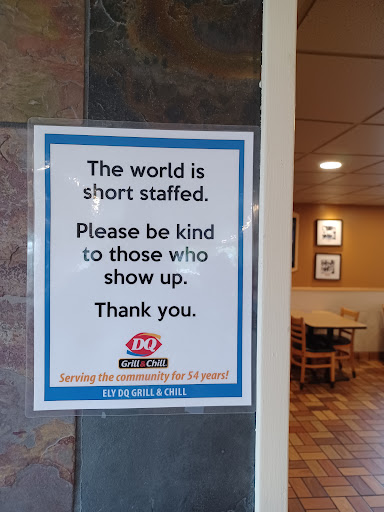 The world is
short staffed.
Please be kind
to those who
show up.
Thank you.
DQ
Grill & Chill
Serving the community for 54 years!
ELY DQ GRILL & CHILL